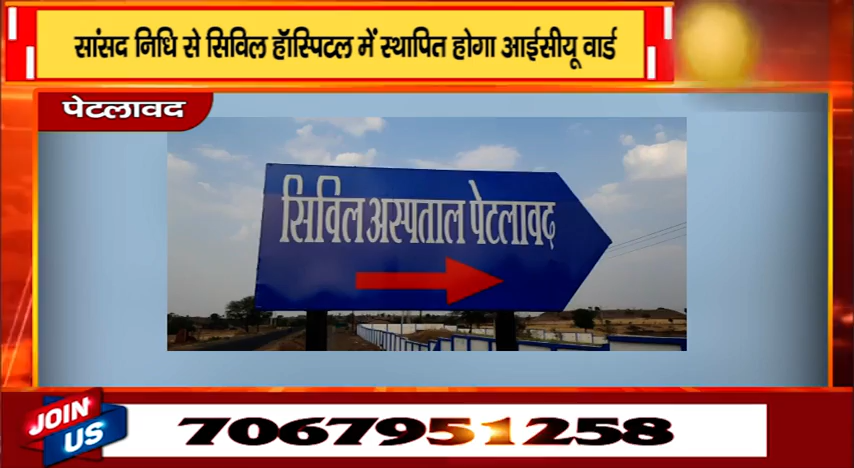 सांसद निधि से सिविल हॅास्पिटल में स्थापित होगा आईसीयू वार्ड
पेटलावद
सिविल अस्पताल पेटलावद
JOIN
US
7067951258